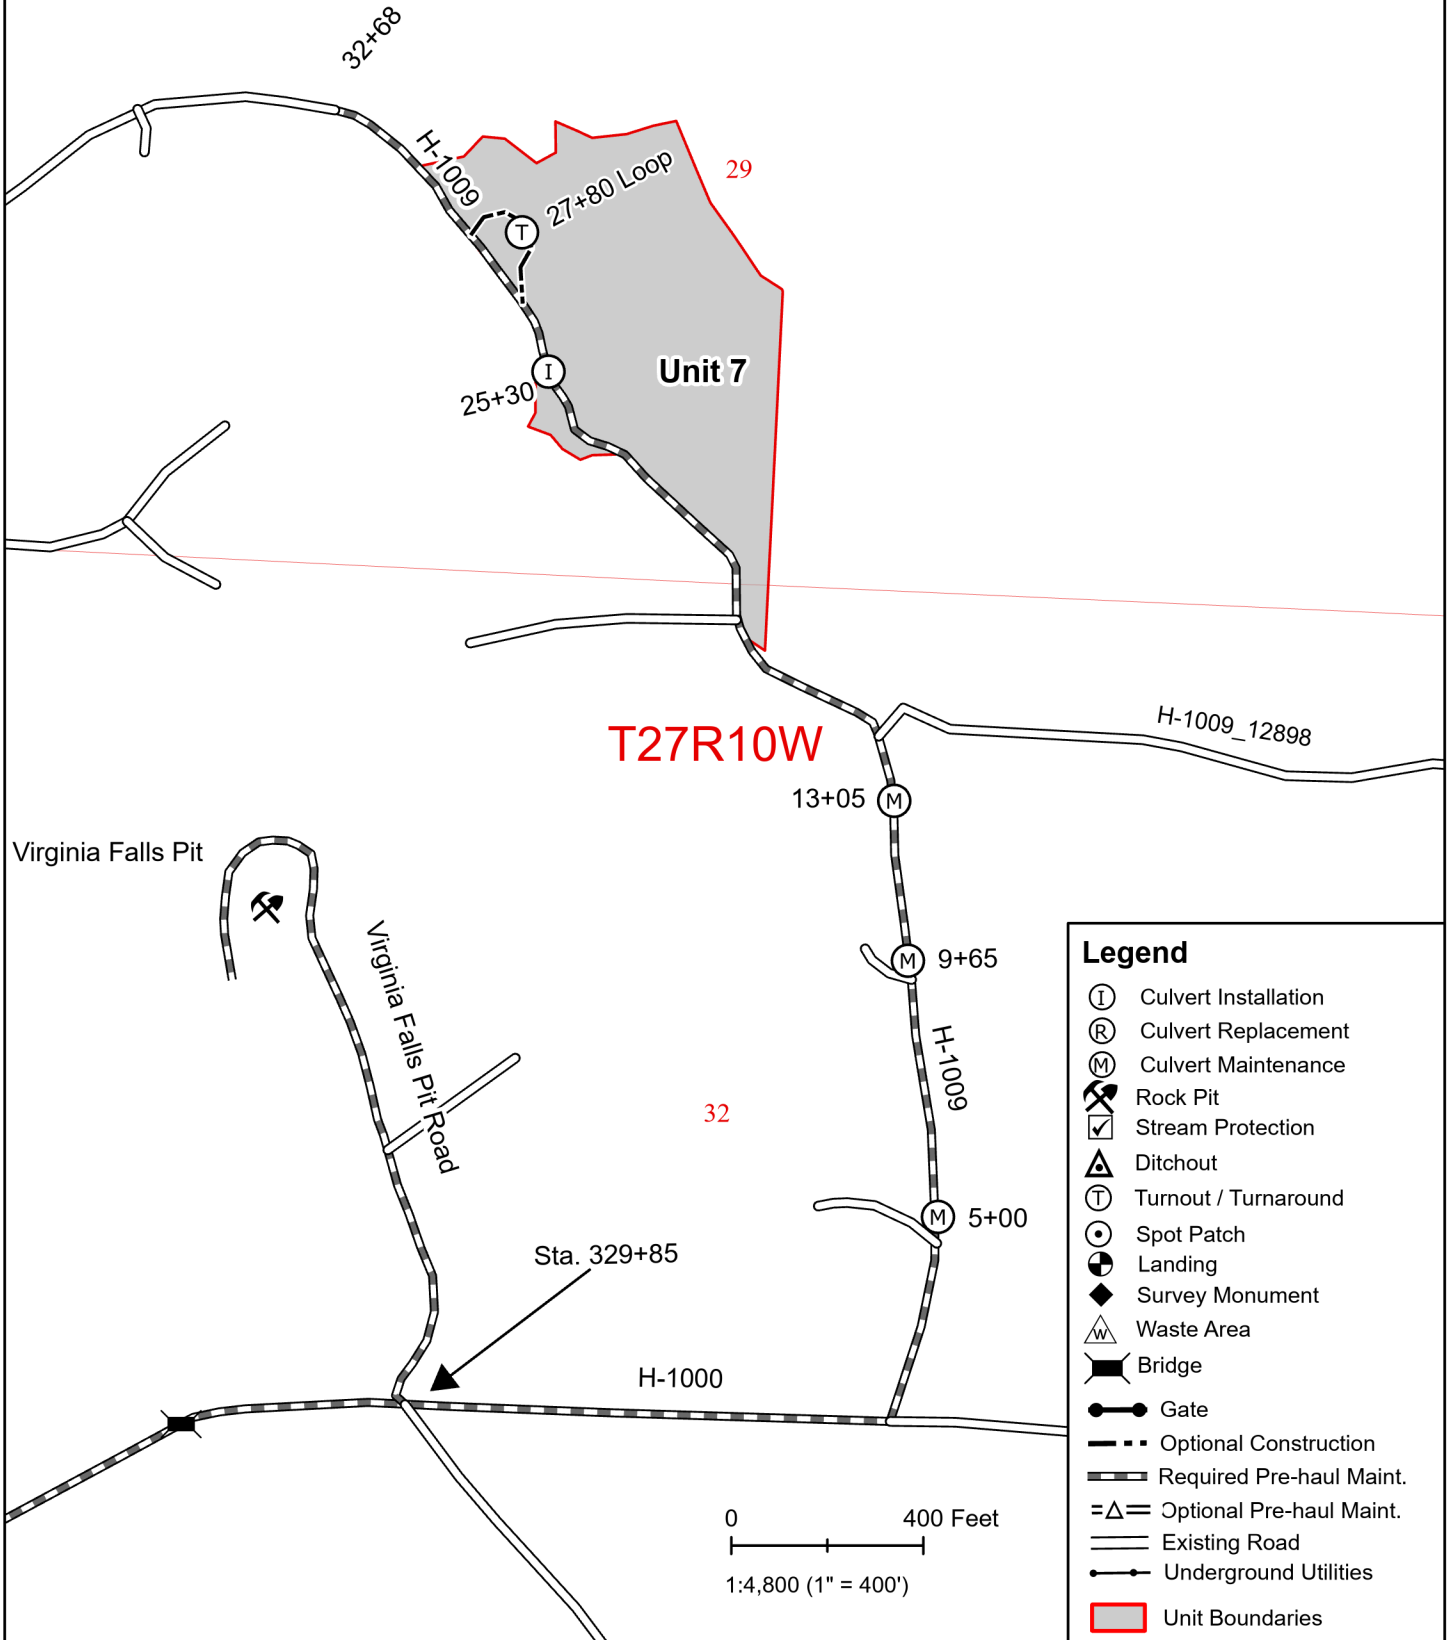 32+68
H-1009
27+80 Loop
29
T
Unit 7
I
25+30
T27R10W
H-1009_12898
13+05
M
Virginia Falls Pit
Virginia Falls Pit Road
M
9+65
H-1009
32
M
5+00
Sta. 329+85
H-1000
0
400 Feet
1:4,800 (1" = 400')
Legend
I Culvert Installation
R Culvert Replacement
M Culvert Maintenance
Rock Pit
Stream Protection
Ditchout
T Turnout / Turnaround
Spot Patch
Landing
Survey Monument
W Waste Area
Bridge
Gate
Optional Construction
Required Pre-haul Maint.
Optional Pre-haul Maint.
Existing Road
Underground Utilities
Unit Boundaries